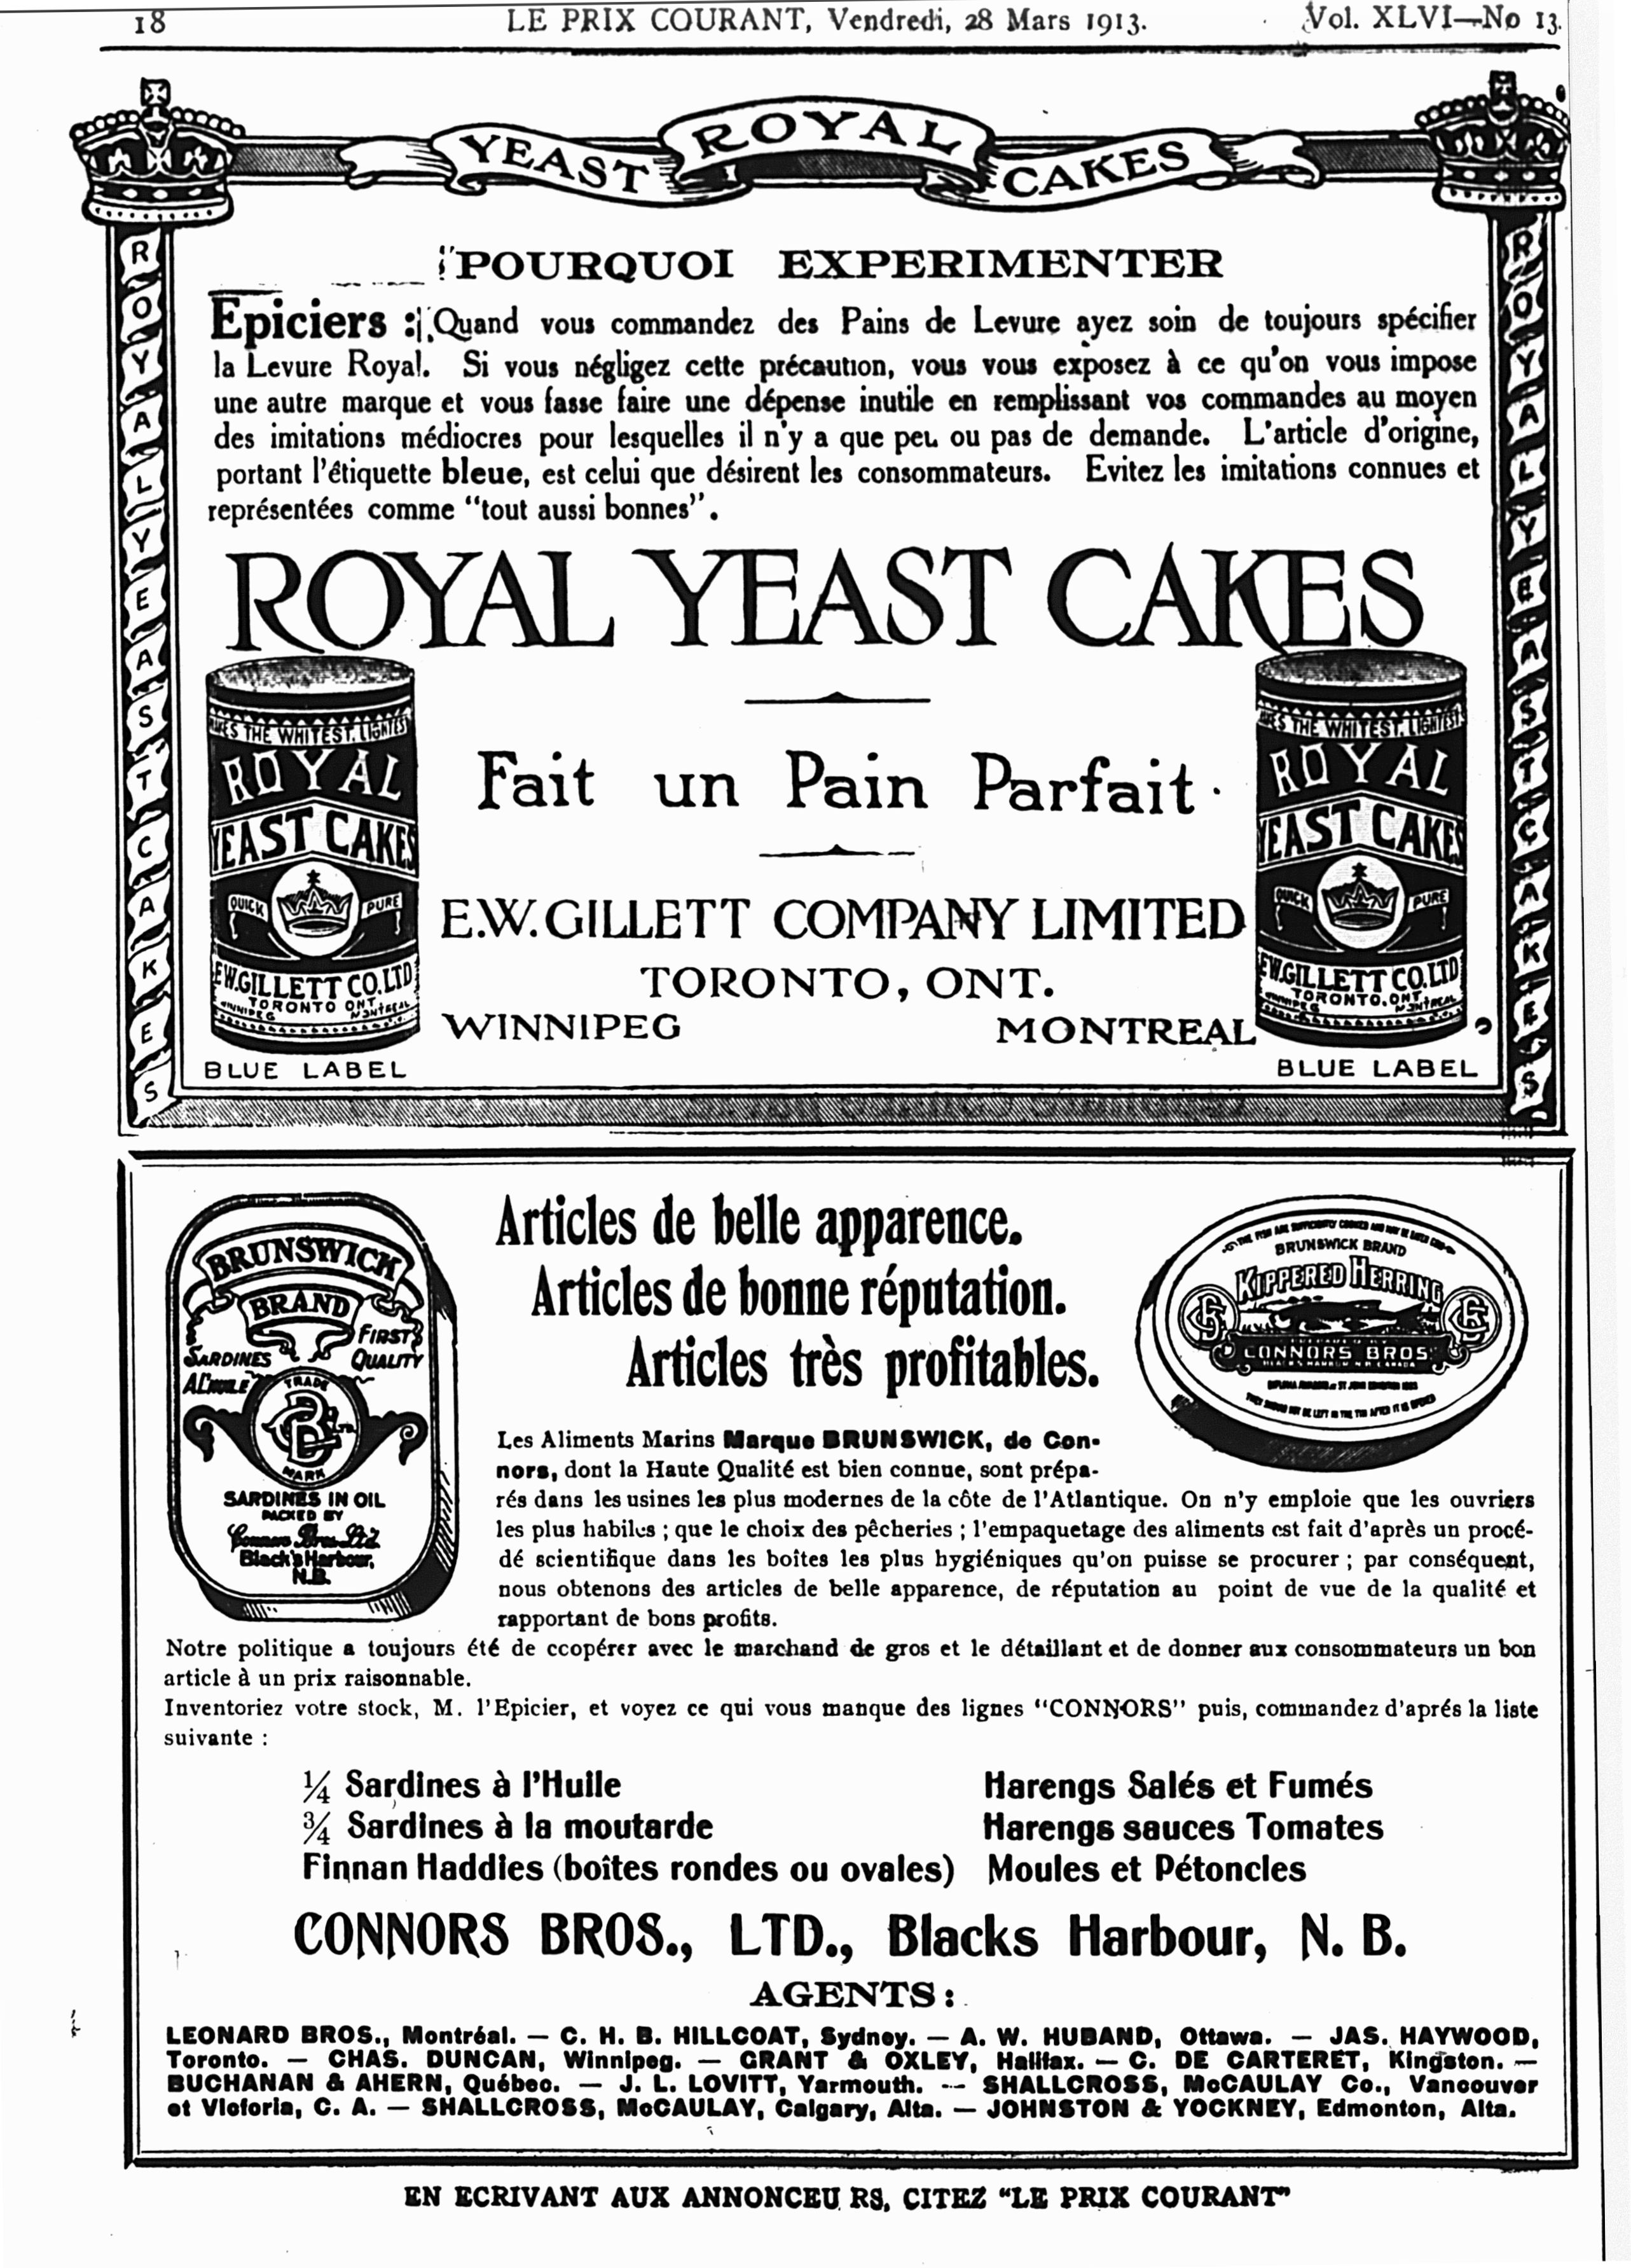 18 LE PRIX COURANT, Vendredi, 28 Mars 1913. Vol. XLVI—No 13.
YEAST ROYAL CAKES
ROYAL YEAST CAKES
ROYAL YEAST CAKES
POURQUOI EXPERIMENTER
Epiciers : Quand vous commandez des Pains de Levure ayez soin de toujours spécifier
la Levure Royal. Si vous négligez cette précaution, vous vous exposez à ce qu'on vous impose
une autre marque et vous fasse faire une dépense inutile en remplissant vos commandes au moyen
des imitations médiocres pour lesquelles il n'y a que peu ou pas de demande. L'article d'origine,
portant l'étiquette bleue, est celui que désirent les consommateurs. Evitez les imitations connues et
représentées comme "tout aussi bonnes".
ROYAL YEAST CAKES
MAKES THE WHITEST, LIGHTEST
ROYAL
YEAST CAKES
QUICK PURE
E.W.GILLETT CO. LTD
TORONTO ONT.
WINNIPEG MONTREAL
BLUE LABEL
Fait un Pain Parfait.
E.W. GILLETT COMPANY LIMITED
TORONTO, ONT.
WINNIPEG MONTREAL
MAKES THE WHITEST, LIGHTEST
ROYAL
YEAST CAKES
QUICK PURE
E.W.GILLETT CO. LTD
TORONTO, ONT.
WINNIPEG MONTREAL
BLUE LABEL
BRUNSWICK
BRAND
SARDINES FIRST
A L'HUILE QUALITY
TRADE
MARK
SARDINES IN OIL
PACKED BY
Connors Bros. Ltd.
Black's Harbour,
N.B.
Articles de belle apparence.
Articles de bonne réputation.
Articles très profitables.
BRUNSWICK BRAND
KIPPERED HERRING
CONNORS BROS
Les Aliments Marins Marque BRUNSWICK, de Con-
nors, dont la Haute Qualité est bien connue, sont prépa-
rés dans les usines les plus modernes de la côte de l'Atlantique. On n'y emploie que les ouvriers
les plus habiles ; que le choix des pêcheries ; l'empaquetage des aliments est fait d'après un procé-
dé scientifique dans les boîtes les plus hygiéniques qu'on puisse se procurer ; par conséquent,
nous obtenons des articles de belle apparence, de réputation au point de vue de la qualité et
rapportant de bons profits.
Notre politique a toujours été de ccopérer avec le marchand de gros et le détaillant et de donner aux consommateurs un bon
article à un prix raisonnable.
Inventoriez votre stock, M. l'Epicier, et voyez ce qui vous manque des lignes "CONNORS" puis, commandez d'aprés la liste
suivante :
¼ Sardines à l'Huile Harengs Salés et Fumés
¾ Sardines à la moutarde Harengs sauces Tomates
Finnan Haddies (boîtes rondes ou ovales) Moules et Pétoncles
CONNORS BROS., LTD., Blacks Harbour, N. B.
AGENTS :
LEONARD BROS., Montréal. — C. H. B. HILLCOAT, Sydney. — A. W. HUBAND, Ottawa. — JAS. HAYWOOD,
Toronto. — CHAS. DUNCAN, Winnipeg. — GRANT & OXLEY, Halifax. — C. DE CARTERET, Kingston. —
BUCHANAN & AHERN, Québec. — J. L. LOVITT, Yarmouth. — SHALLCROSS, McCAULAY Co., Vancouver
et Victoria, C. A. — SHALLCROSS, McCAULAY, Calgary, Alta. — JOHNSTON & YOCKNEY, Edmonton, Alta.
EN ECRIVANT AUX ANNONCEURS, CITEZ "LE PRIX COURANT"